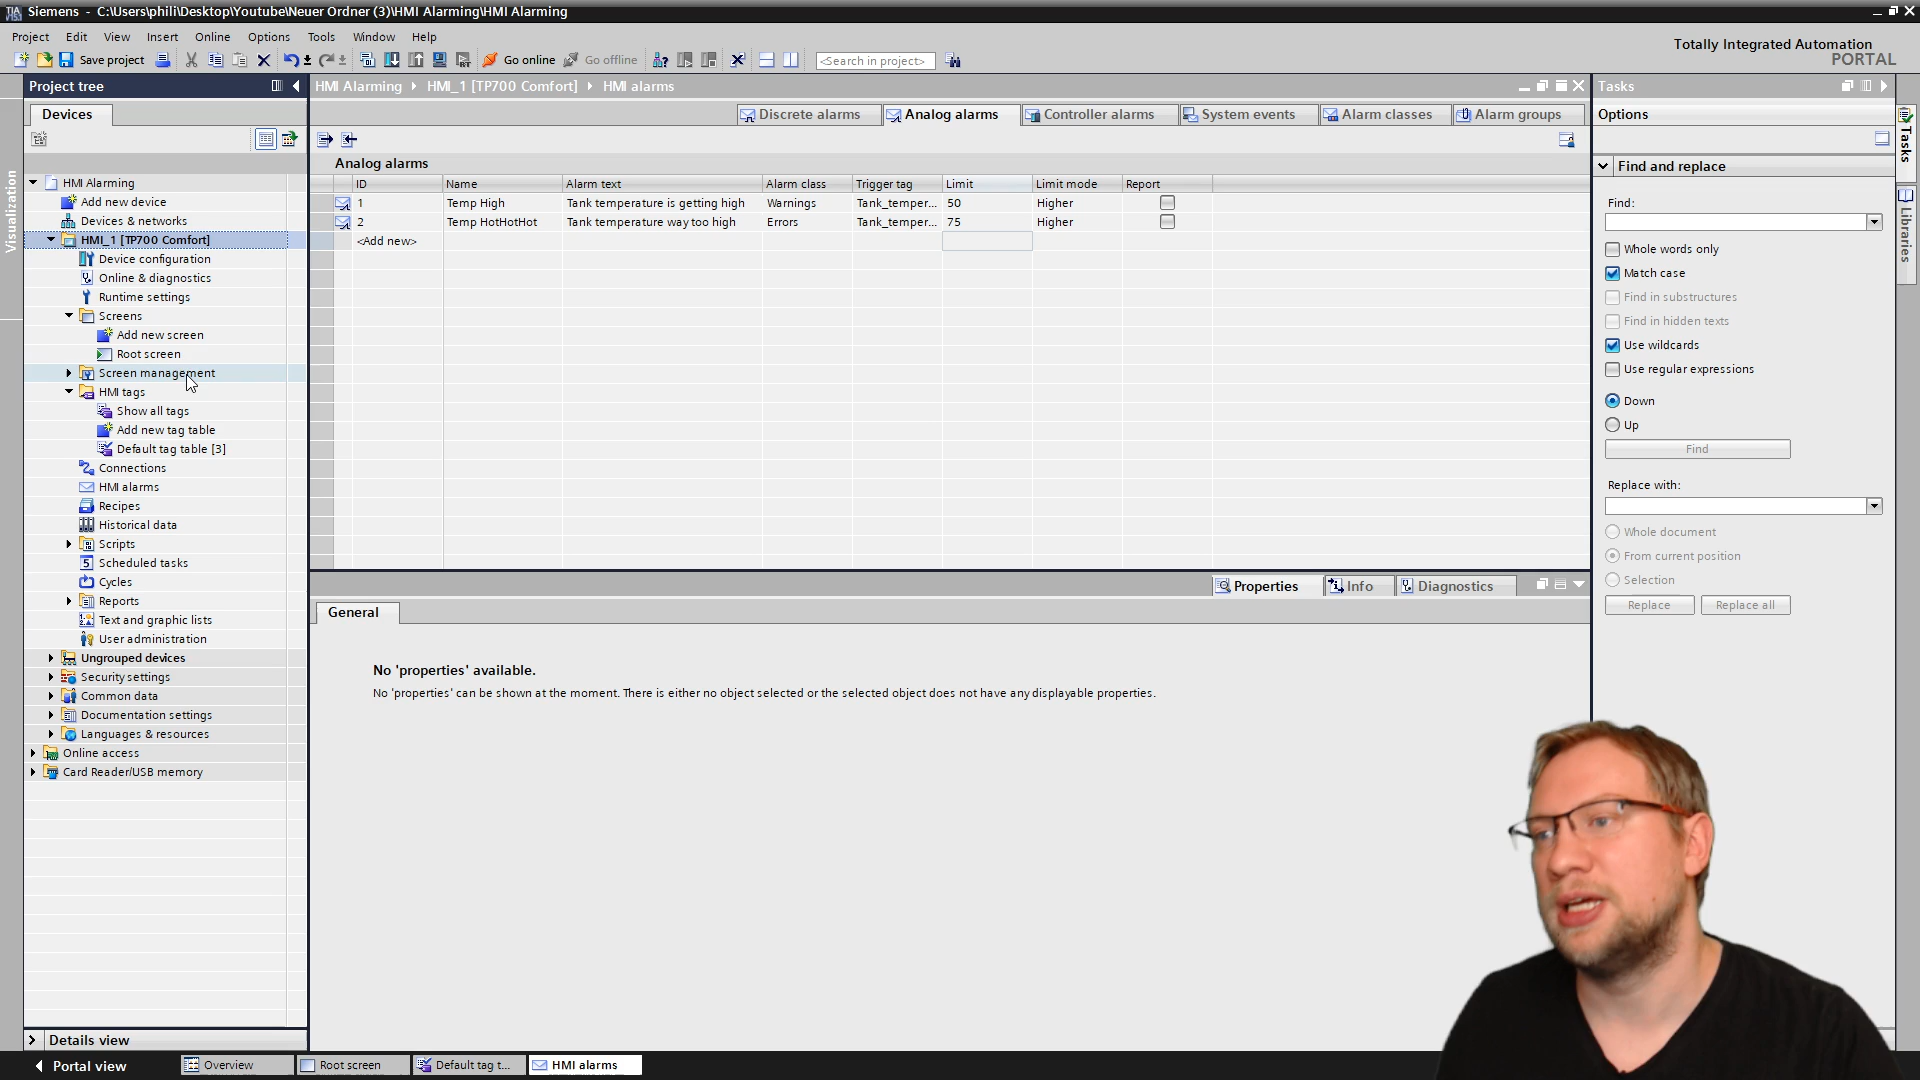 Siemens - C:\Users\phili\Desktop\Youtube\Neuer Ordner (3)\HMI Alarming\HMI Alarming
Project Edit View Insert Online Options Tools Window Help
Totally Integrated Automation
PORTAL
Save project
Go online
Go offline
<Search in project>
Project tree
Devices
Visualization
HMI Alarming
Add new device
Devices & networks
HMI_1 [TP700 Comfort]
Device configuration
Online & diagnostics
Runtime settings
Screens
Add new screen
Root screen
Screen management
HMI tags
Show all tags
Add new tag table
Default tag table [3]
Connections
HMI alarms
Recipes
Historical data
Scripts
Scheduled tasks
Cycles
Reports
Text and graphic lists
User administration
Ungrouped devices
Security settings
Common data
Documentation settings
Languages & resources
Online access
Card Reader/USB memory
Details view
HMI Alarming HMI_1 [TP700 Comfort] HMI alarms
Discrete alarms Analog alarms Controller alarms System events Alarm classes Alarm groups
Analog alarms
ID Name Alarm text Alarm class Trigger tag Limit Limit mode Report
1 Temp High Tank temperature is getting high Warnings Tank_temper... 50 Higher
2 Temp HotHotHot Tank temperature way too high Errors Tank_temper... 75 Higher
<Add new>
Properties Info Diagnostics
General
No 'properties' available.
No 'properties' can be shown at the moment. There is either no object selected or the selected object does not have any displayable properties.
Tasks
Options
Find and replace
Find:
Whole words only
Match case
Find in substructures
Find in hidden texts
Use wildcards
Use regular expressions
Down
Up
Find
Replace with:
Whole document
From current position
Selection
Replace Replace all
Tasks
Libraries
Portal view Overview Root screen Default tag t... HMI alarms